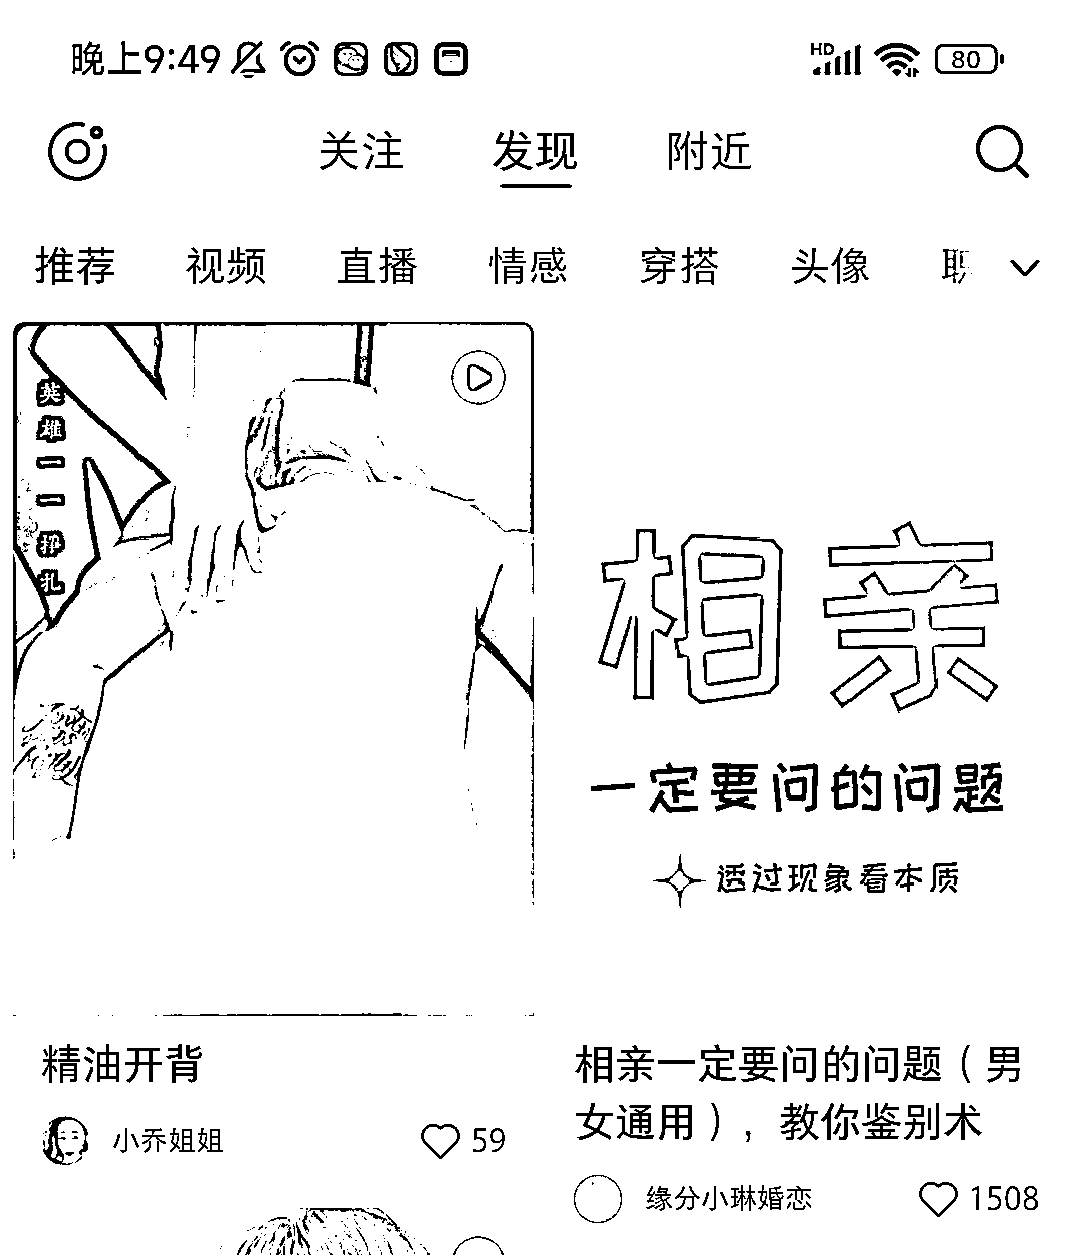 晚上9:49
HD
80
关注 发现 附近
推荐 视频 直播 情感 穿搭 头像
英雄一一挣扎
相亲
一定要问的问题
透过现象看本质
精油开背
小乔姐姐 59
相亲一定要问的问题（男
女通用），教你鉴别术
缘分小琳婚恋 1508